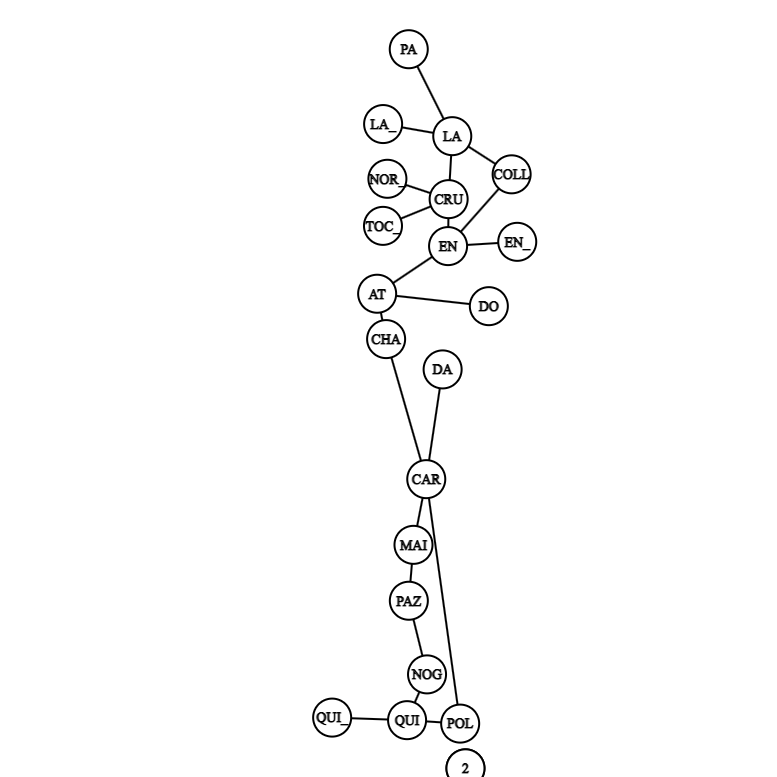 PA
LA_
LA
COLL
NOR_
CRU
TOC_
EN_
EN
AT
DO
CHA
DA
CAR
MAI
PAZ
NOG
QUI_
QUI
POL
2